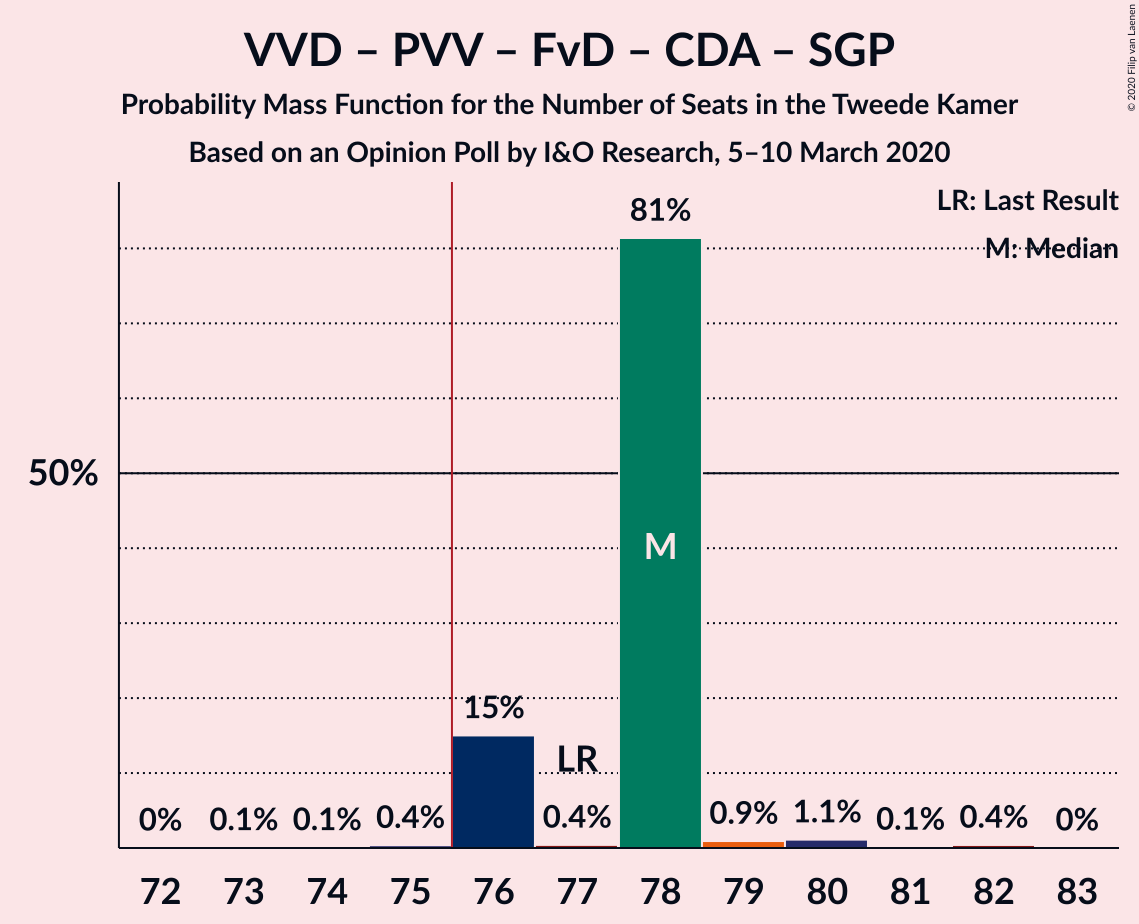 VVD – PVV – FvD – CDA – SGP
Probability Mass Function for the Number of Seats in the Tweede Kamer
Based on an Opinion Poll by I&O Research, 5–10 March 2020
© 2020 Filip van Laenen
LR: Last Result
M: Median
81%
50%
M
15%
LR
0% 0.1% 0.1% 0.4% 0.4% 0.9% 1.1% 0.1% 0.4% 0%
72 73 74 75 76 77 78 79 80 81 82 83